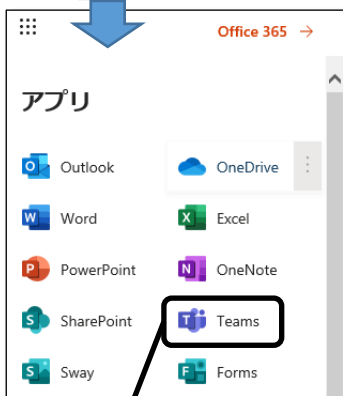 Office 365 →
アプリ
Outlook OneDrive
Word Excel
PowerPoint OneNote
SharePoint Teams
Sway Forms